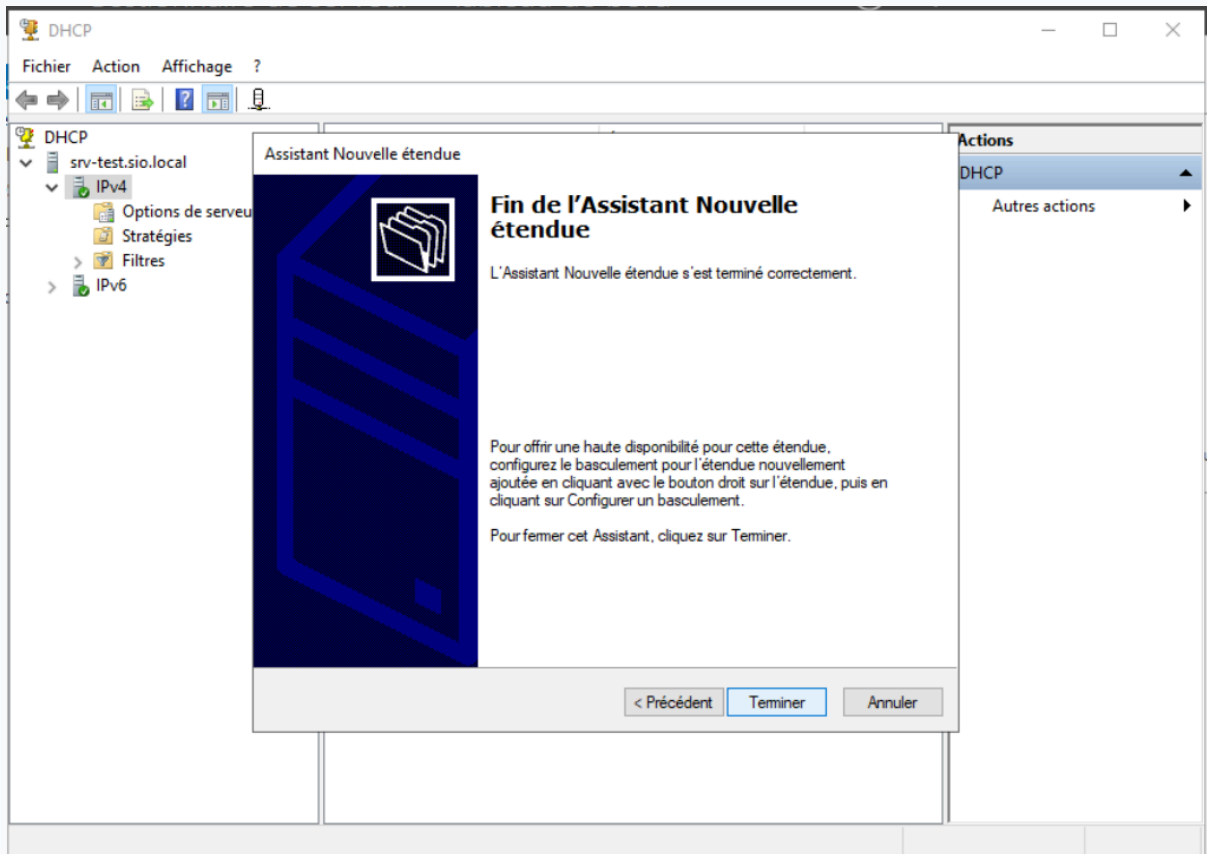 DHCP
Fichier Action Affichage ?
DHCP
srv-test.sio.local
IPv4
Options de serveu
Stratégies
Filtres
IPv6
Assistant Nouvelle étendue
Fin de l'Assistant Nouvelle
étendue
L'Assistant Nouvelle étendue s'est terminé correctement.
Pour offrir une haute disponibilité pour cette étendue,
configurez le basculement pour l'étendue nouvellement
ajoutée en cliquant avec le bouton droit sur l'étendue, puis en
cliquant sur Configurer un basculement.
Pour fermer cet Assistant, cliquez sur Terminer.
< Précédent Terminer Annuler
Actions
DHCP
Autres actions